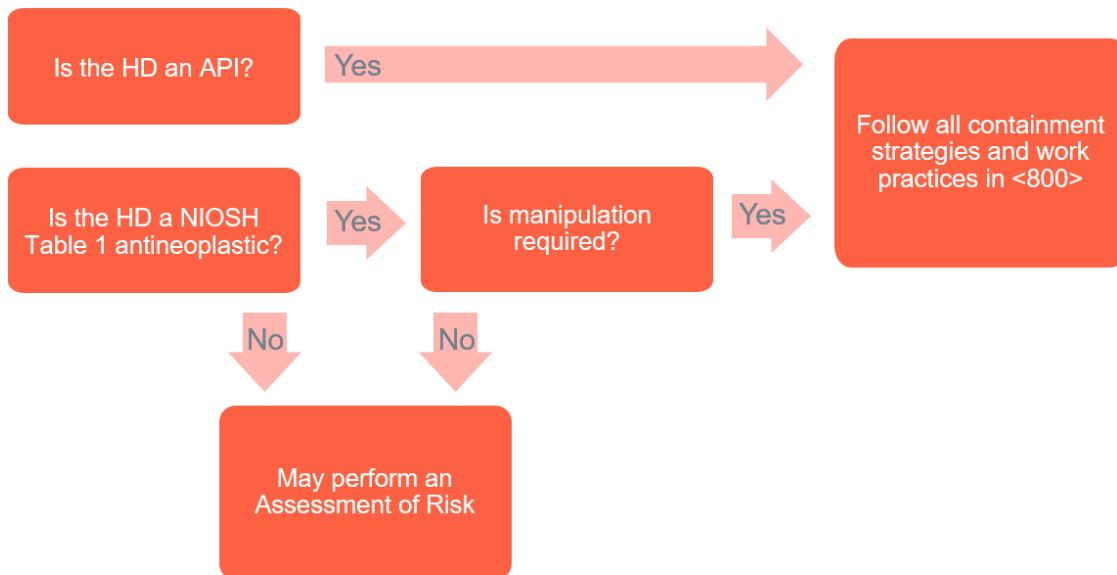 Is the HD an API?
Yes
Follow all containment
strategies and work
practices in <800>
Is the HD a NIOSH
Table 1 antineoplastic?
Yes
Is manipulation
required?
Yes
No
No
May perform an
Assessment of Risk